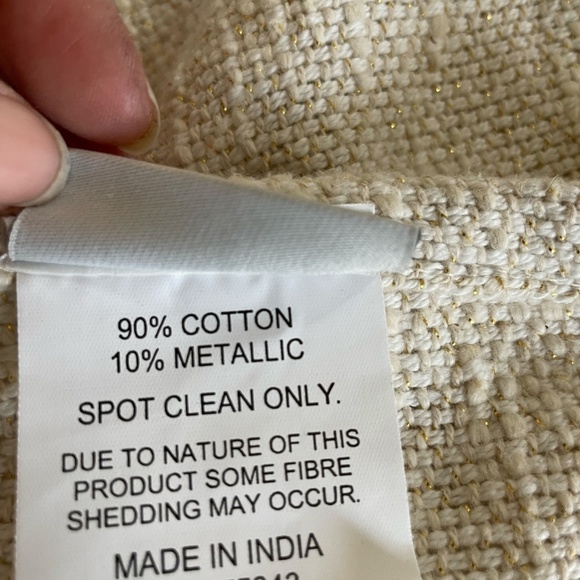 90% COTTON
10% METALLIC
SPOT CLEAN ONLY.
DUE TO NATURE OF THIS
PRODUCT SOME FIBRE
SHEDDING MAY OCCUR.
MADE IN INDIA